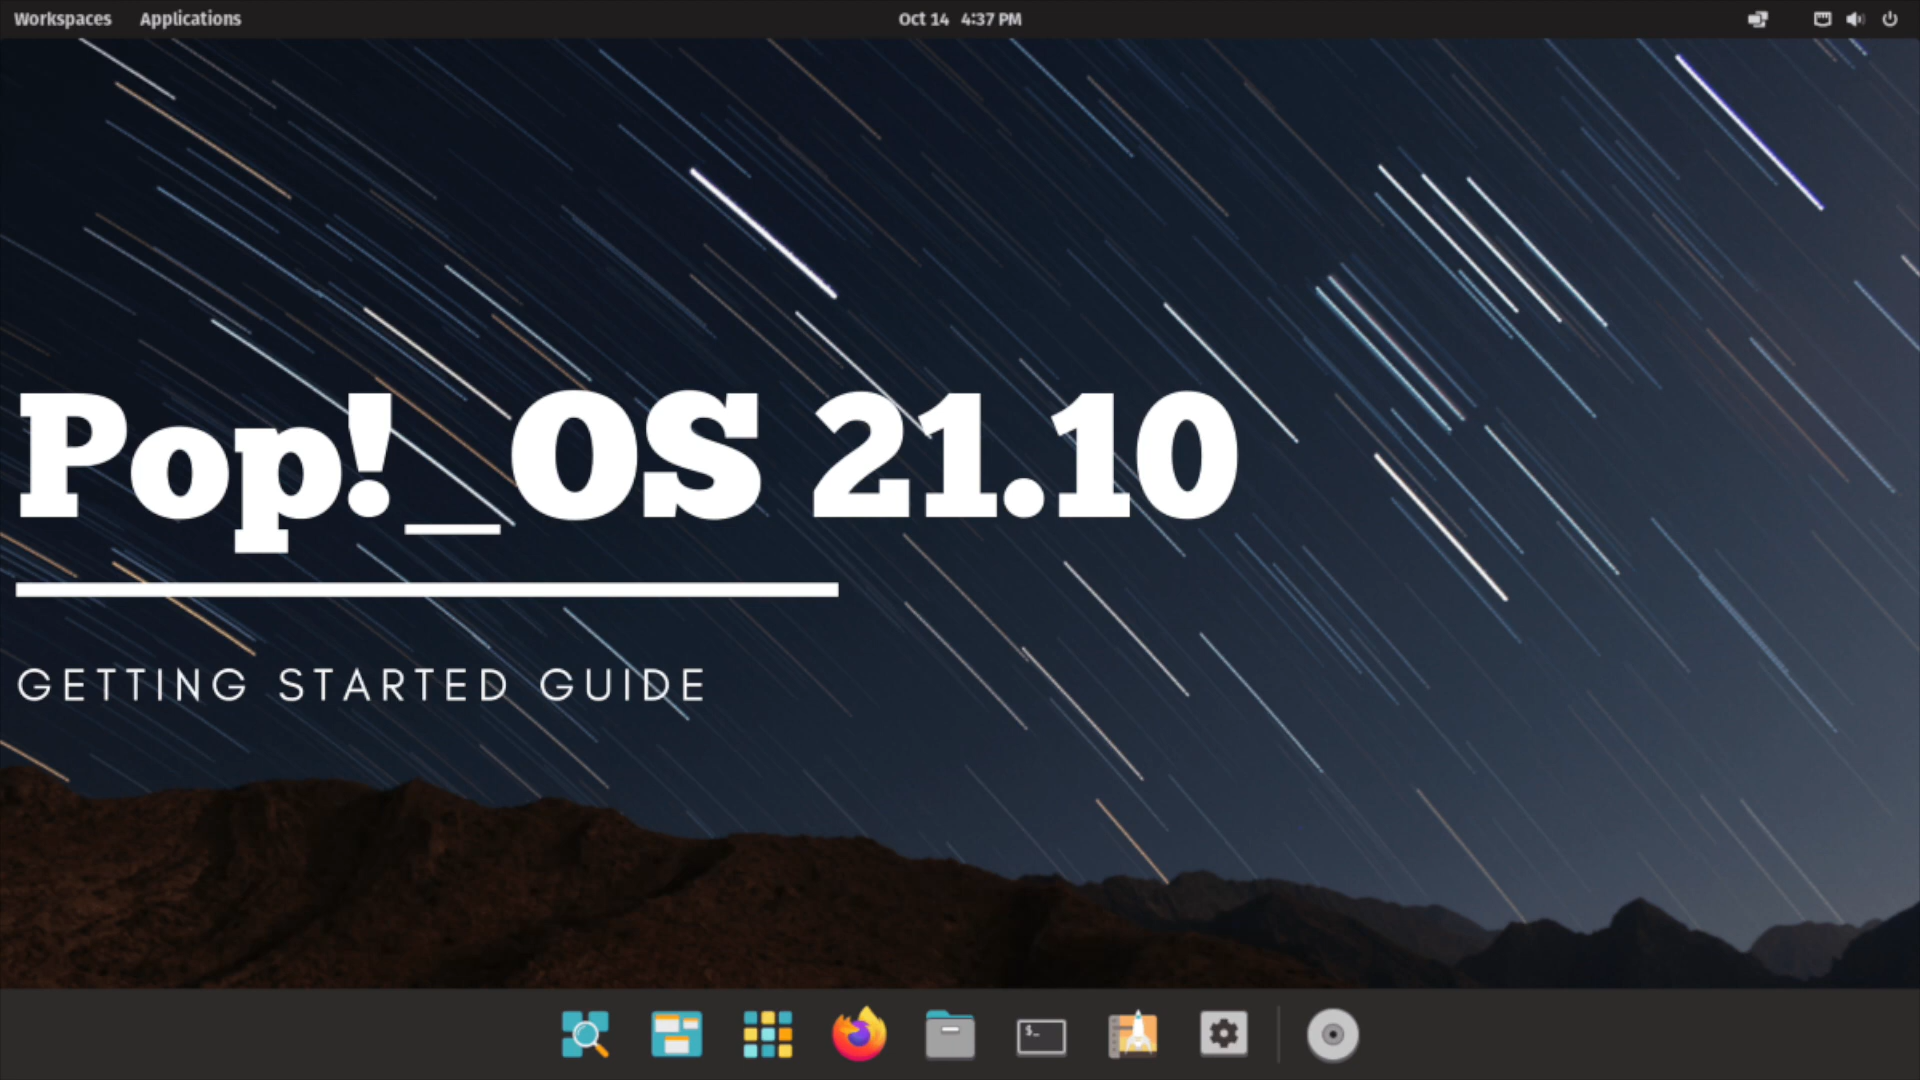 Workspaces Applications Oct 14 4:37 PM
Pop!_OS 21.10
GETTING STARTED GUIDE
$_